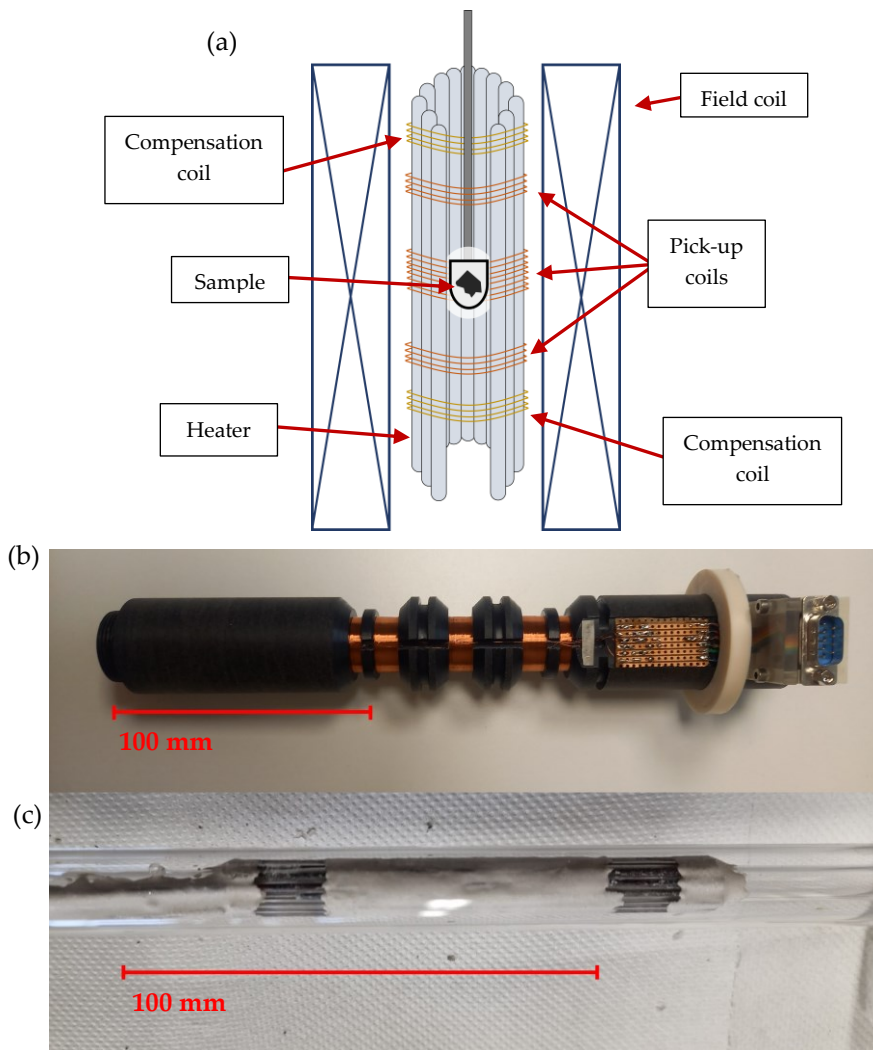 (a)
Field coil
Compensation
coil
Pick-up
coils
Sample
Heater
Compensation
coil
(b)
100 mm
(c)
100 mm